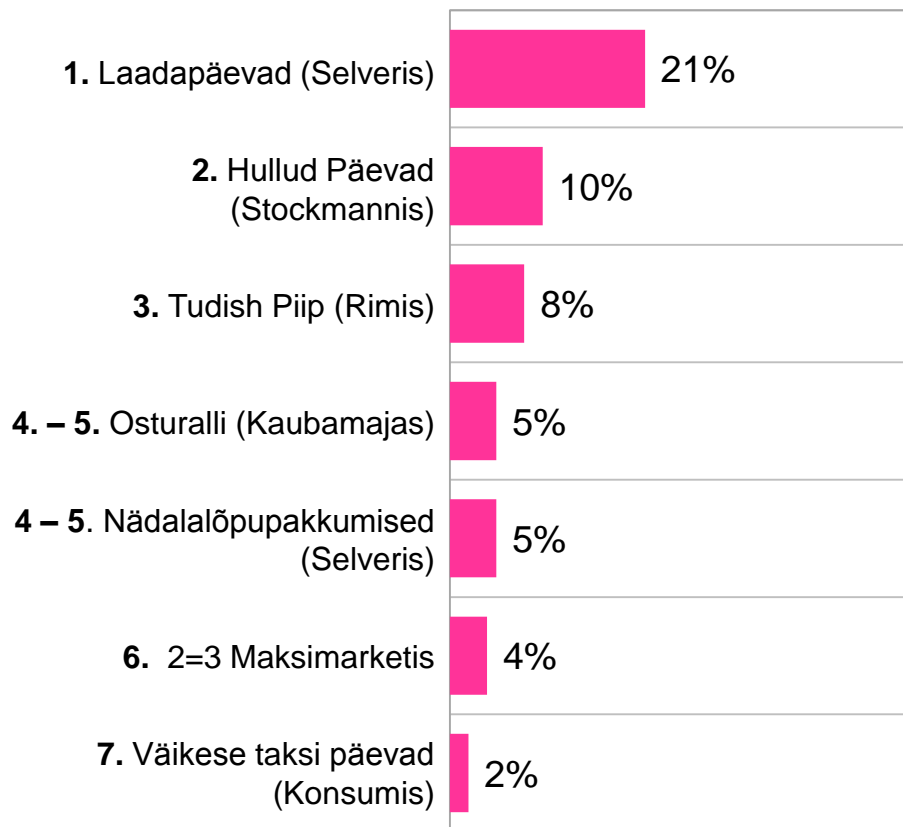 1. Laadapäevad (Selveris)
21%
2. Hullud Päevad
(Stockmannis)
10%
3. Tudish Piip (Rimis)
8%
4. – 5. Osturalli (Kaubamajas)
5%
4 – 5. Nädalalõpupakkumised
(Selveris)
5%
6.  2=3 Maksimarketis
4%
7. Väikese taksi päevad
(Konsumis)
2%